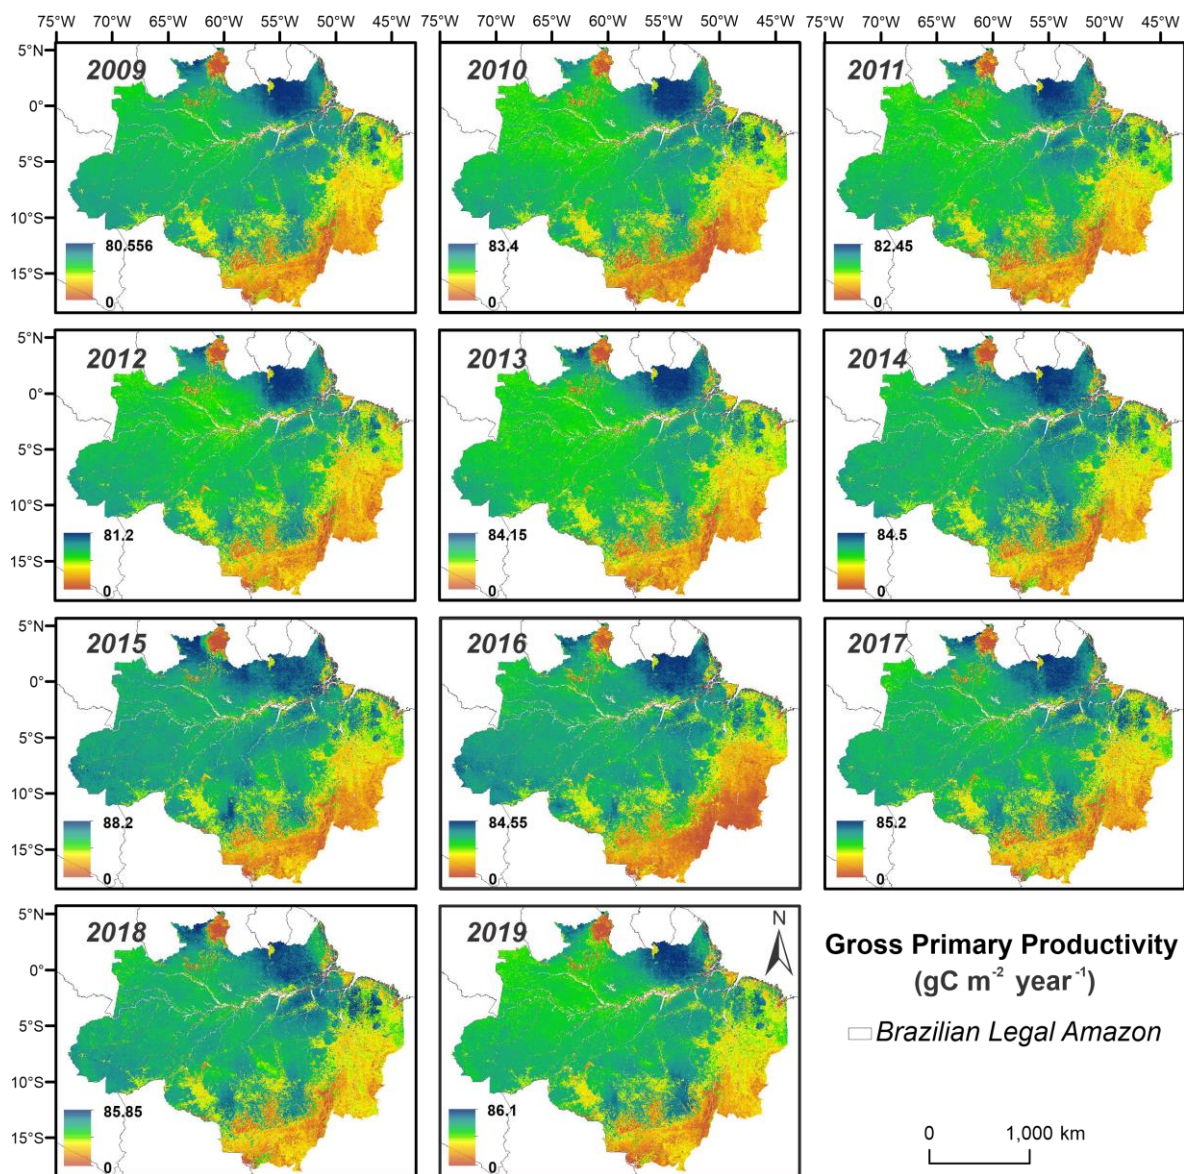 75°W 70°W 65°W 60°W 55°W 50°W 45°W 75°W 70°W 65°W 60°W 55°W 50°W 45°W 75°W 70°W 65°W 60°W 55°W 50°W 45°W
5°N
0°
5°S
10°S
15°S
2009
80.556
0
2010
83.4
0
2011
82.45
0
5°N
0°
5°S
10°S
15°S
2012
81.2
0
2013
84.15
0
2014
84.5
0
5°N
0°
5°S
10°S
15°S
2015
88.2
0
2016
84.55
0
2017
85.2
0
5°N
0°
5°S
10°S
15°S
2018
85.85
0
2019
86.1
0
N
Gross Primary Productivity
(gC m⁻² year⁻¹)
Brazilian Legal Amazon
0 1,000 km